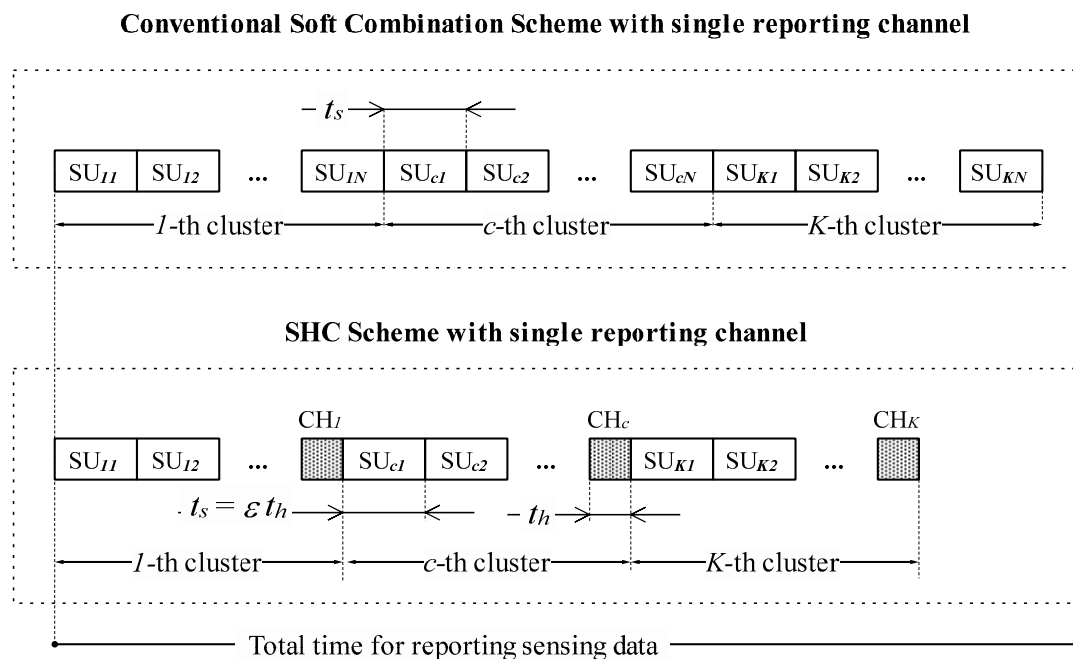 Conventional Soft Combination Scheme with single reporting channel
– tₛ
SU₁₁ SU₁₂ ... SU₁N SUc₁ SUc₂ ... SUcN SUK₁ SUK₂ ... SUKN
1-th cluster c-th cluster K-th cluster
SHC Scheme with single reporting channel
CH₁ CHc CHK
SU₁₁ SU₁₂ ... SUc₁ SUc₂ ... SUK₁ SUK₂ ...
. tₛ = ε tₕ – tₕ
1-th cluster c-th cluster K-th cluster
Total time for reporting sensing data